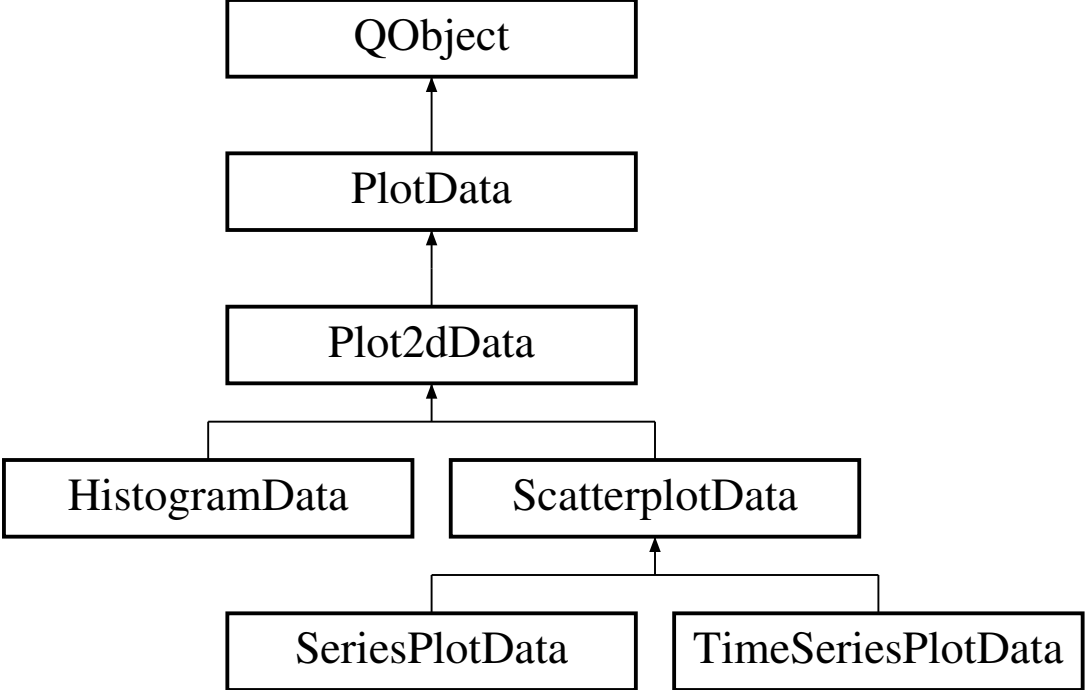 QObject
PlotData
Plot2dData
HistogramData
ScatterplotData
SeriesPlotData
TimeSeriesPlotData